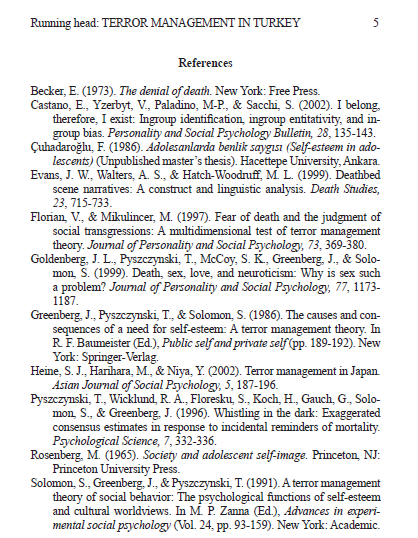 Running head: TERROR MANAGEMENT IN TURKEY 5
References
Becker, E. (1973). The denial of death. New York: Free Press.
Castano, E., Yzerbyt, V., Paladino, M-P., & Sacchi, S. (2002). I belong,
therefore, I exist: Ingroup identification, ingroup entitativity, and in-
group bias. Personality and Social Psychology Bulletin, 28, 135-143.
Çuhadaroğlu, F. (1986). Adolesanlarda benlik saygısı (Self-esteem in ado-
lescents) (Unpublished master’s thesis). Hacettepe University, Ankara.
Evans, J. W., Walters, A. S., & Hatch-Woodruff, M. L. (1999). Deathbed
scene narratives: A construct and linguistic analysis. Death Studies,
23, 715-733.
Florian, V., & Mikulincer, M. (1997). Fear of death and the judgment of
social transgressions: A multidimensional test of terror management
theory. Journal of Personality and Social Psychology, 73, 369-380.
Goldenberg, J. L., Pyszczynski, T., McCoy, S. K., Greenberg, J., & Solo-
mon, S. (1999). Death, sex, love, and neuroticism: Why is sex such
a problem? Journal of Personality and Social Psychology, 77, 1173-
1187.
Greenberg, J., Pyszczynski, T., & Solomon, S. (1986). The causes and con-
sequences of a need for self-esteem: A terror management theory. In
R. F. Baumeister (Ed.), Public self and private self (pp. 189-192). New
York: Springer-Verlag.
Heine, S. J., Harihara, M., & Niya, Y. (2002). Terror management in Japan.
Asian Journal of Social Psychology, 5, 187-196.
Pyszczynski, T., Wicklund, R. A., Floresku, S., Koch, H., Gauch, G., Solo-
mon, S., & Greenberg, J. (1996). Whistling in the dark: Exaggerated
consensus estimates in response to incidental reminders of mortality.
Psychological Science, 7, 332-336.
Rosenberg, M. (1965). Society and adolescent self-image. Princeton, NJ:
Princeton University Press.
Solomon, S., Greenberg, J., & Pyszczynski, T. (1991). A terror management
theory of social behavior: The psychological functions of self-esteem
and cultural worldviews. In M. P. Zanna (Ed.), Advances in experi-
mental social psychology (Vol. 24, pp. 93-159). New York: Academic.